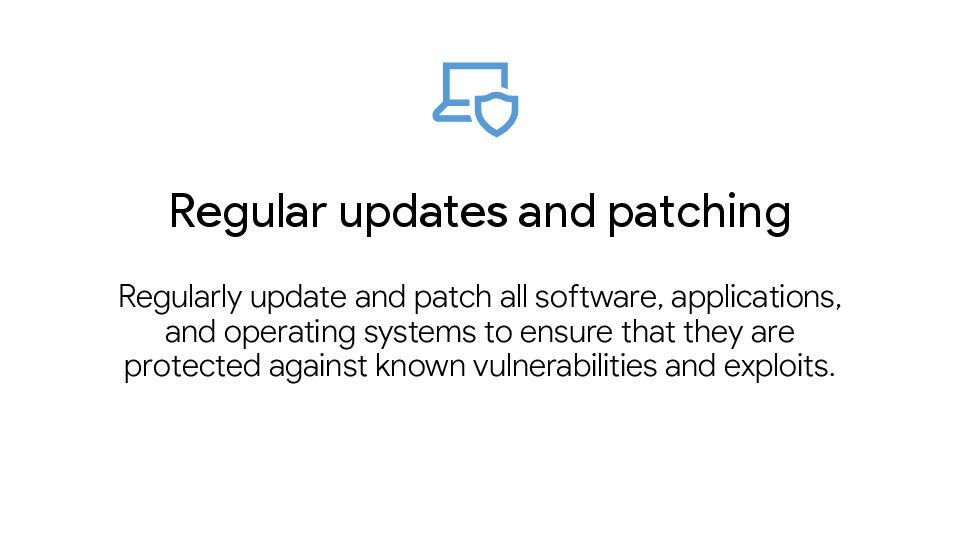 Regular updates and patching
Regularly update and patch all software, applications,
and operating systems to ensure that they are
protected against known vulnerabilities and exploits.